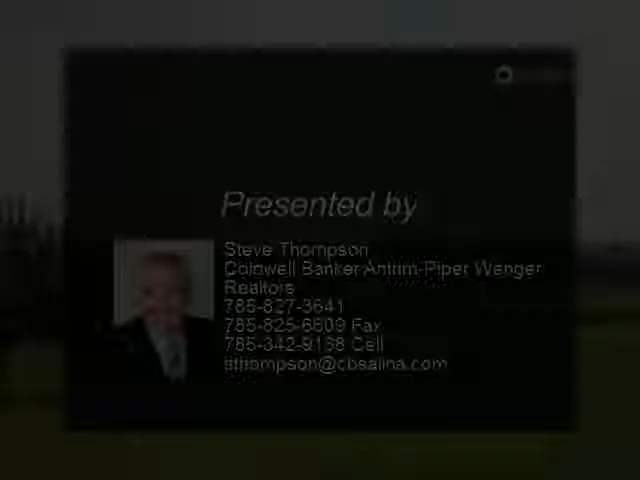 Presented by
Steve Thompson
Coldwell Banker Antrim-Piper Wenger
Realtors
785-827-3641
785-825-6609 Fax
785-342-9138 Cell
sthompson@cbsalina.com